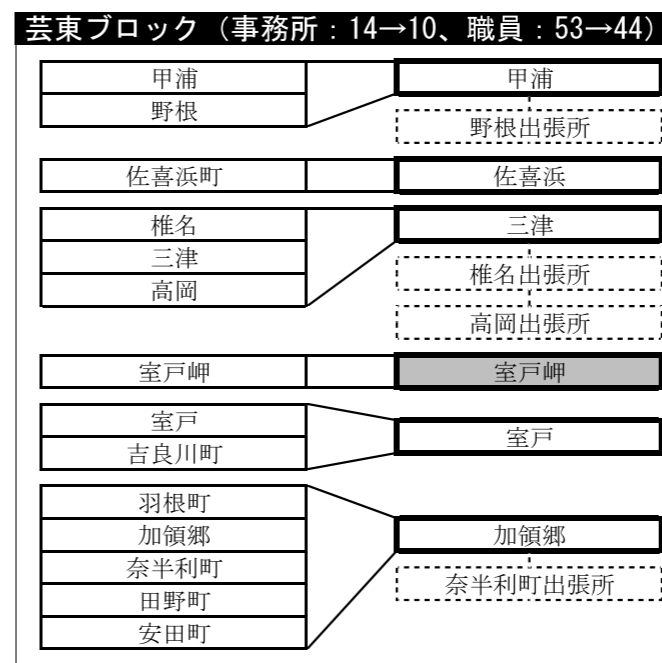 芸東ブロック（事務所：14→10、職員：53→44）
甲浦
野根
甲浦
野根出張所
佐喜浜町
佐喜浜
椎名
三津
高岡
三津
椎名出張所
高岡出張所
室戸岬
室戸岬
室戸
吉良川町
室戸
羽根町
加領郷
奈半利町
田野町
安田町
加領郷
奈半利町出張所